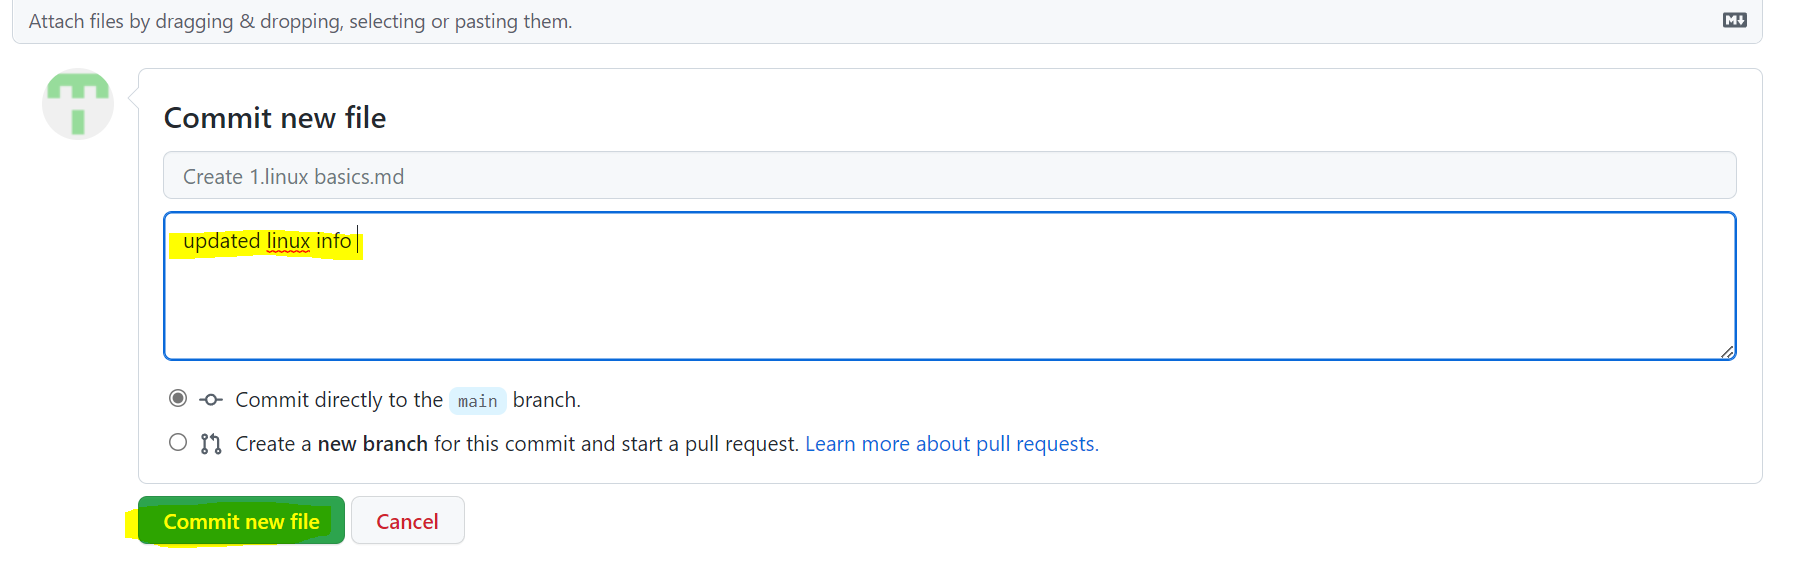 Attach files by dragging & dropping, selecting or pasting them.
M
Commit new file
Create 1.linux basics.md
updated linux info
Commit directly to the main branch.
Create a new branch for this commit and start a pull request. Learn more about pull requests.
Commit new file Cancel